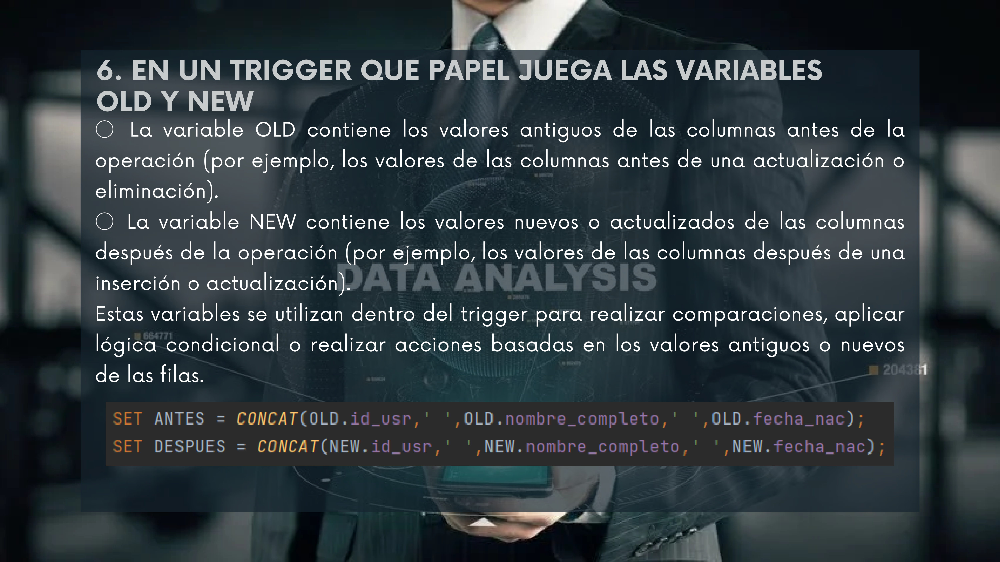 6. EN UN TRIGGER QUE PAPEL JUEGA LAS VARIABLES
OLD Y NEW
○ La variable OLD contiene los valores antiguos de las columnas antes de la
operación (por ejemplo, los valores de las columnas antes de una actualización o
eliminación).
○ La variable NEW contiene los valores nuevos o actualizados de las columnas
después de la operación (por ejemplo, los valores de las columnas después de una
inserción o actualización).
DATA ANALYSIS
Estas variables se utilizan dentro del trigger para realizar comparaciones, aplicar
664771
lógica condicional o realizar acciones basadas en los valores antiguos o nuevos
204381
de las filas.
SET ANTES = CONCAT(OLD.id_usr,' ',OLD.nombre_completo,' ',OLD.fecha_nac);
SET DESPUES = CONCAT(NEW.id_usr,' ',NEW.nombre_completo,' ',NEW.fecha_nac);